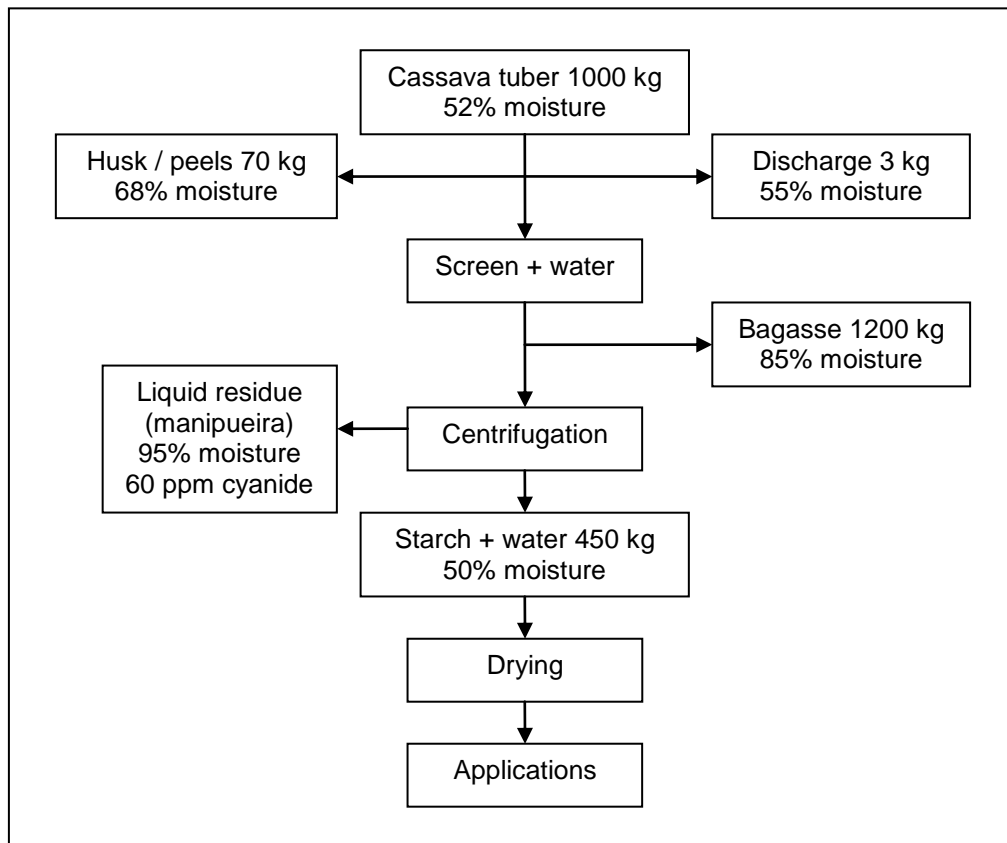 Cassava tuber 1000 kg
52% moisture
Husk / peels 70 kg
68% moisture
Discharge 3 kg
55% moisture
Screen + water
Bagasse 1200 kg
85% moisture
Liquid residue
(manipueira)
95% moisture
60 ppm cyanide
Centrifugation
Starch + water 450 kg
50% moisture
Drying
Applications